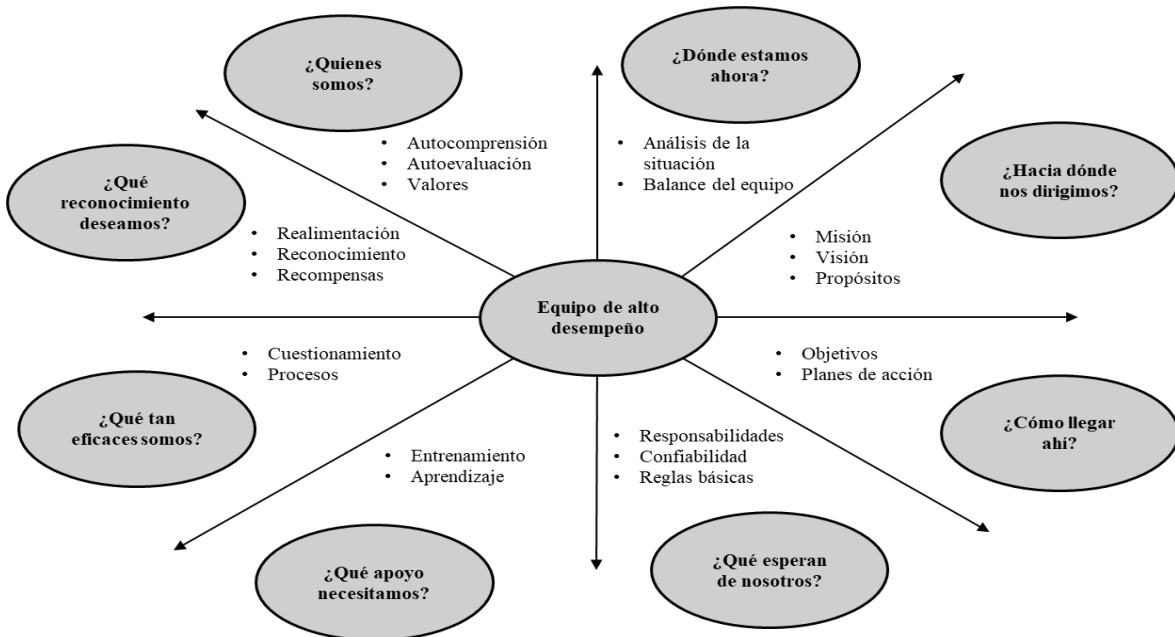 ¿Quienes
somos?
• Autocomprensión
• Autoevaluación
• Valores
¿Dónde estamos
ahora?
• Análisis de la
situación
• Balance del equipo
¿Hacia dónde
nos dirigimos?
• Misión
• Visión
• Propósitos
¿Cómo llegar
ahí?
• Objetivos
• Planes de acción
¿Qué esperan
de nosotros?
• Responsabilidades
• Confiabilidad
• Reglas básicas
¿Qué apoyo
necesitamos?
• Entrenamiento
• Aprendizaje
¿Qué tan
eficaces somos?
• Cuestionamiento
• Procesos
¿Qué
reconocimiento
deseamos?
• Realimentación
• Reconocimiento
• Recompensas
Equipo de alto
desempeño